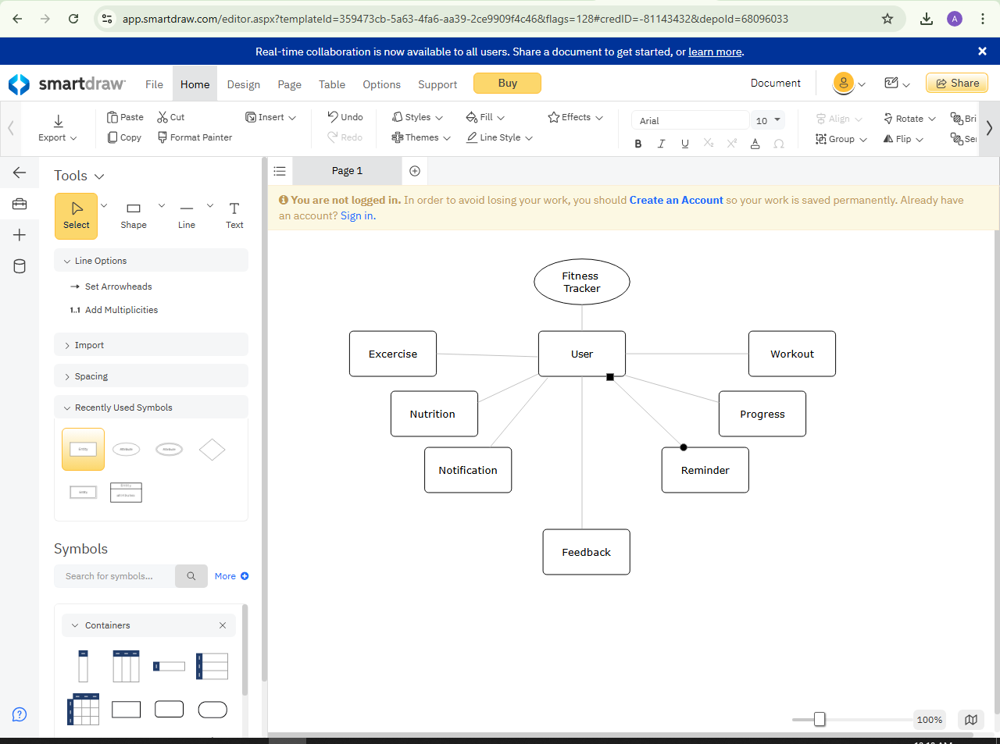 app.smartdraw.com/editor.aspx?templateId=359473cb-5a63-4fa6-aa39-2ce9909f4c46&flags=128#credID=-81143432&depoId=68096033
A
Real-time collaboration is now available to all users. Share a document to get started, or learn more.
smartdraw
File Home Design Page Table Options Support Buy
Document
Share
Export
Paste
Copy
Cut
Format Painter
Insert
Undo
Redo
Styles
Themes
Fill
Line Style
Effects
Arial
10
B I U X₂ X² A Ω
Align
Group
Rotate
Flip
Bri
Tools
Select
Shape
Line
Text
Line Options
Set Arrowheads
1..1 Add Multiplicities
Import
Spacing
Recently Used Symbols
Symbols
Search for symbols...
More
Containers
Page 1
You are not logged in. In order to avoid losing your work, you should Create an Account so your work is saved permanently. Already have
an account? Sign in.
Fitness
Tracker
Excercise
User
Workout
Nutrition
Progress
Notification
Reminder
Feedback
100%